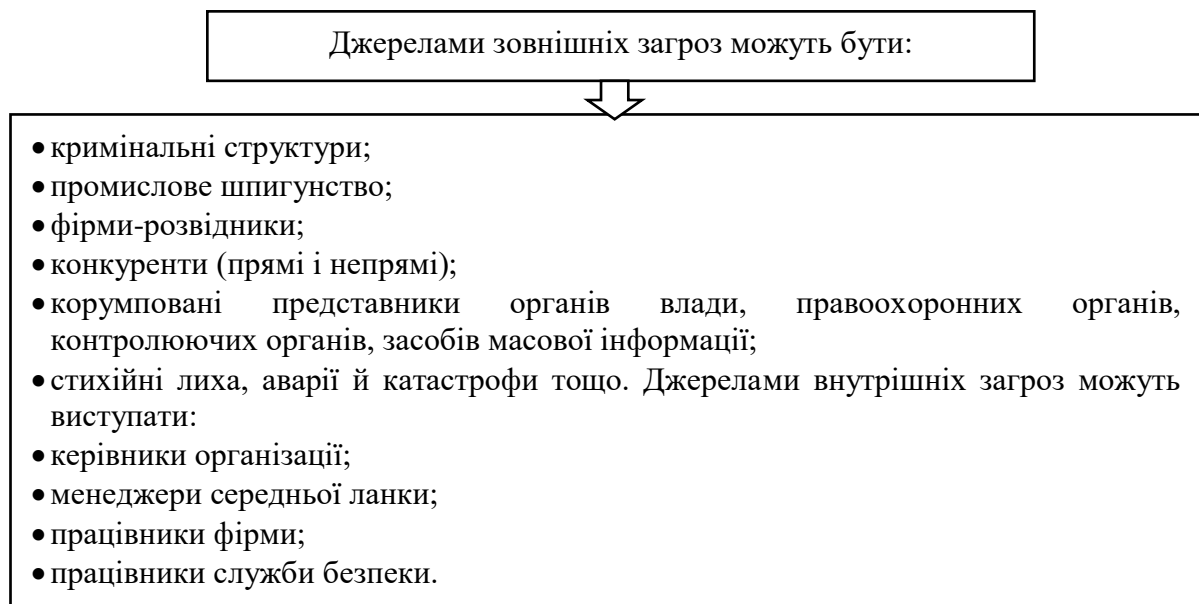 Джерелами зовнішніх загроз можуть бути:
• кримінальні структури;
• промислове шпигунство;
• фірми-розвідники;
• конкуренти (прямі і непрямі);
• корумповані представники органів влади, правоохоронних органів,
контролюючих органів, засобів масової інформації;
• стихійні лиха, аварії й катастрофи тощо. Джерелами внутрішніх загроз можуть
виступати:
• керівники організації;
• менеджери середньої ланки;
• працівники фірми;
• працівники служби безпеки.